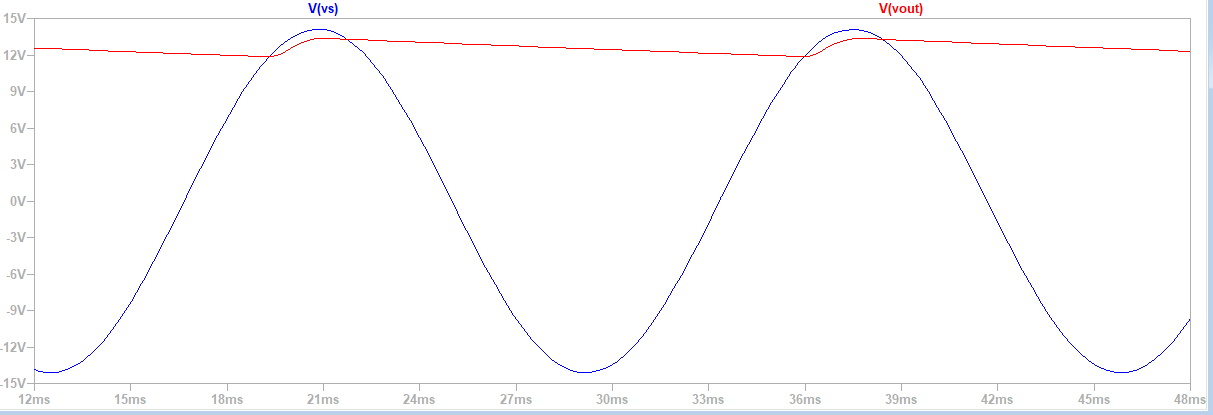 V(vs) V(vout)
15V
12V
9V
6V
3V
0V
-3V
-6V
-9V
-12V
-15V
12ms 15ms 18ms 21ms 24ms 27ms 30ms 33ms 36ms 39ms 42ms 45ms 48ms